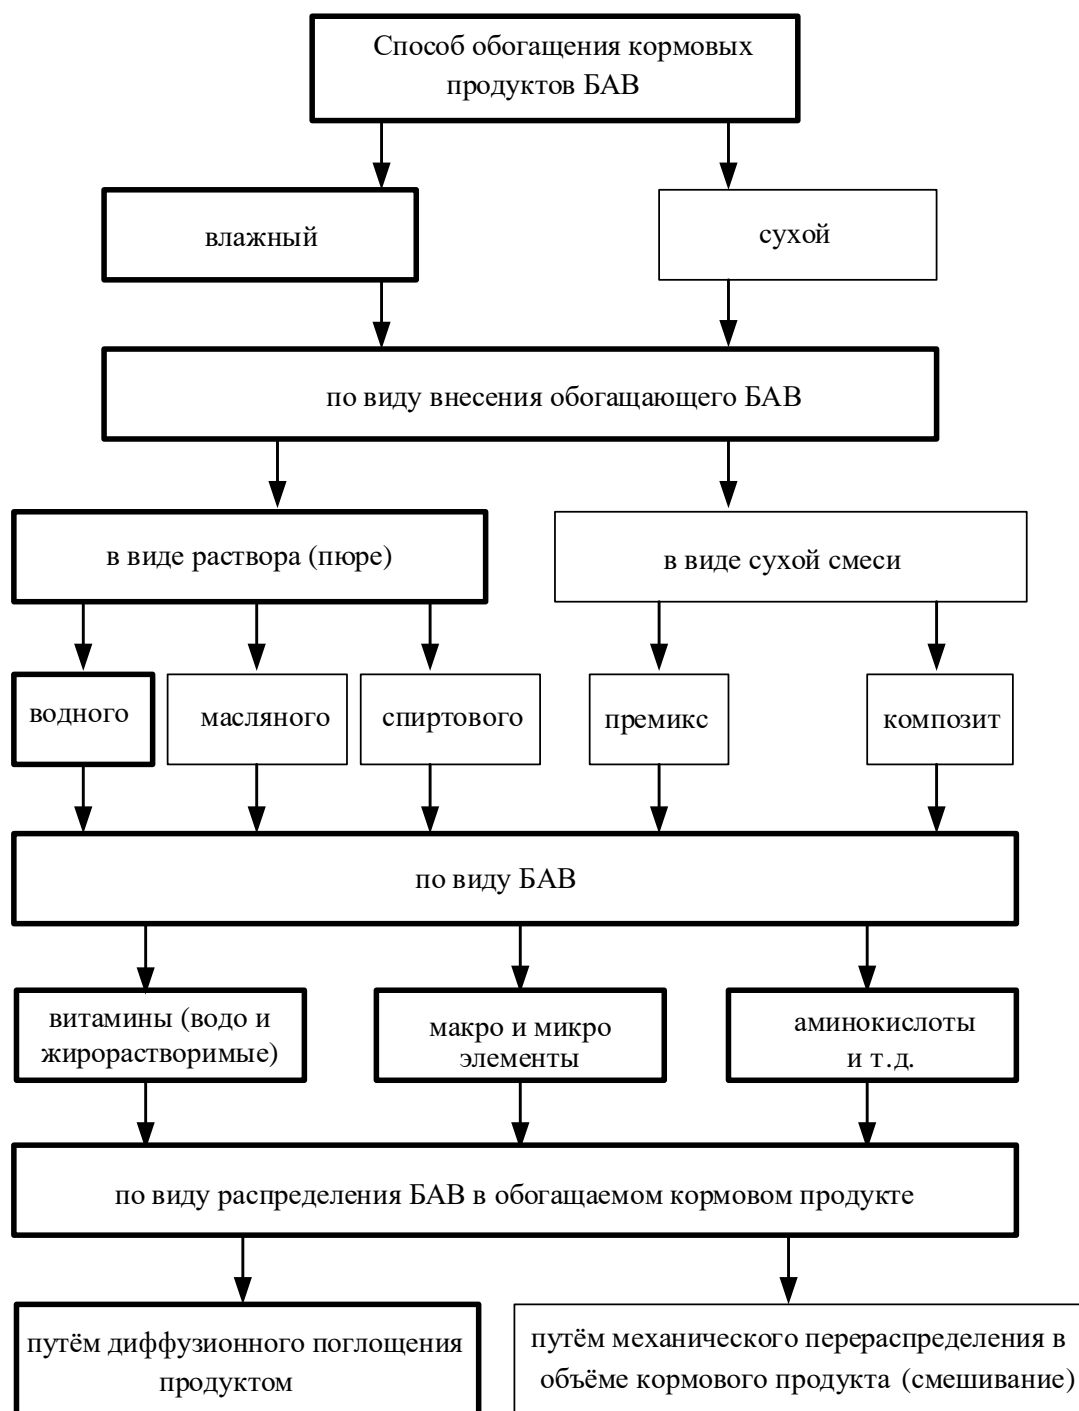 Способ обогащения кормовых
продуктов БАВ
влажный
сухой
по виду внесения обогащающего БАВ
в виде раствора (пюре)
в виде сухой смеси
водного
масляного
спиртового
премикс
композит
по виду БАВ
витамины (водо и
жирорастворимые)
макро и микро
элементы
аминокислоты
и т.д.
по виду распределения БАВ в обогащаемом кормовом продукте
путём диффузионного поглощения
продуктом
путём механического перераспределения в
объёме кормового продукта (смешивание)